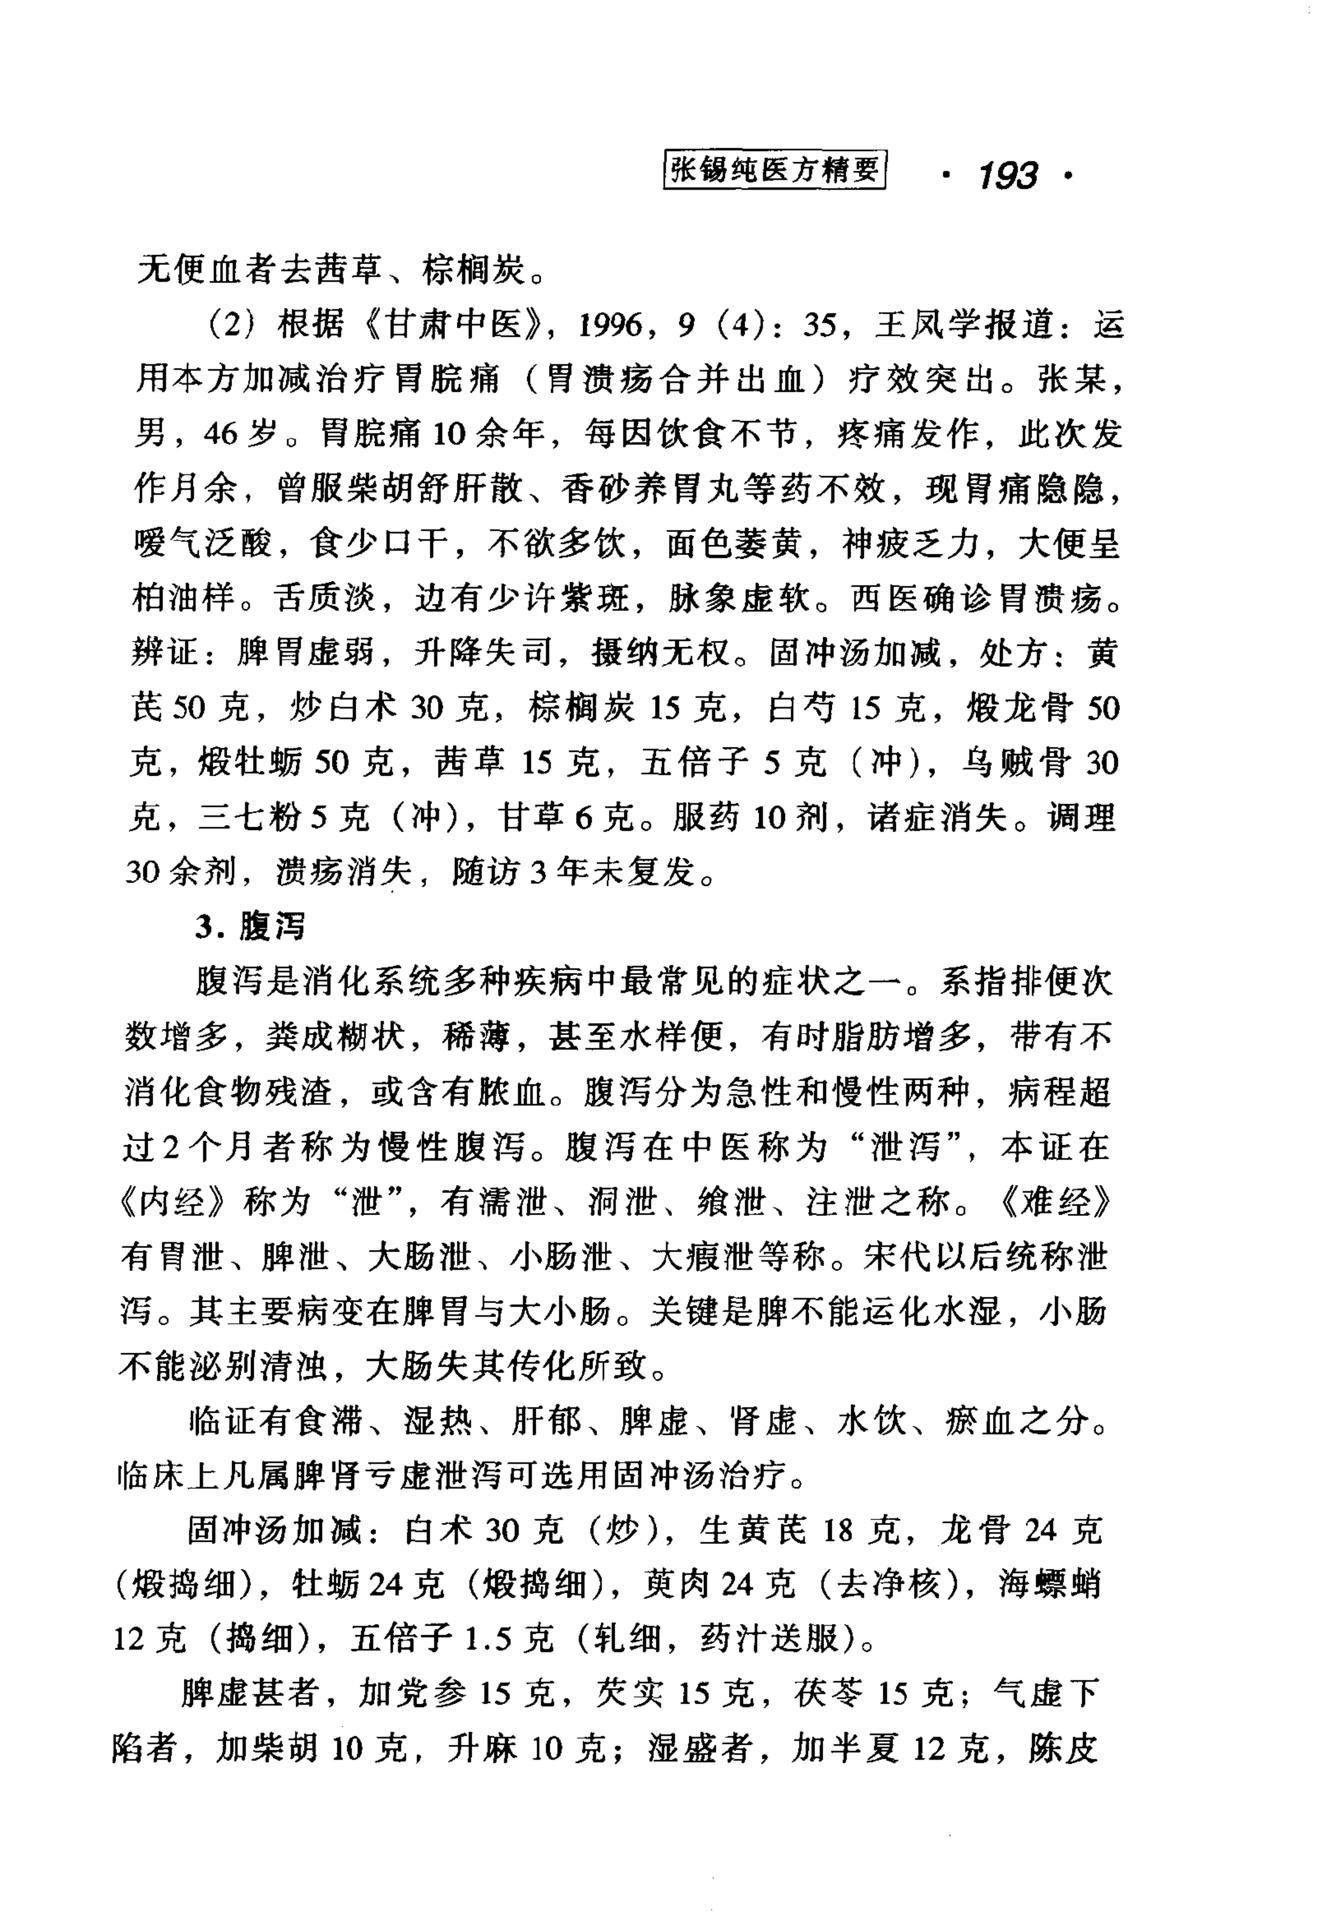 张锡纯医方精要 · 193 ·
无便血者去茜草、棕榈炭。
(2) 根据《甘肃中医》，1996，9（4）：35，王凤学报道：运
用本方加减治疗胃脘痛（胃溃疡合并出血）疗效突出。张某，
男，46岁。胃脘痛10余年，每因饮食不节，疼痛发作，此次发
作月余，曾服柴胡舒肝散、香砂养胃丸等药不效，现胃痛隐隐，
嗳气泛酸，食少口干，不欲多饮，面色萎黄，神疲乏力，大便呈
柏油样。舌质淡，边有少许紫斑，脉象虚软。西医确诊胃溃疡。
辨证：脾胃虚弱，升降失司，摄纳无权。固冲汤加减，处方：黄
芪50克，炒白术30克，棕榈炭15克，白芍15克，煅龙骨50
克，煅牡蛎50克，茜草15克，五倍子5克（冲），乌贼骨30
克，三七粉5克（冲），甘草6克。服药10剂，诸症消失。调理
30余剂，溃疡消失，随访3年未复发。
3. 腹泻
腹泻是消化系统多种疾病中最常见的症状之一。系指排便次
数增多，粪成糊状，稀薄，甚至水样便，有时脂肪增多，带有不
消化食物残渣，或含有脓血。腹泻分为急性和慢性两种，病程超
过2个月者称为慢性腹泻。腹泻在中医称为“泄泻”，本证在
《内经》称为“泄”，有濡泄、洞泄、飧泄、注泄之称。《难经》
有胃泄、脾泄、大肠泄、小肠泄、大瘕泄等称。宋代以后统称泄
泻。其主要病变在脾胃与大小肠。关键是脾不能运化水湿，小肠
不能泌别清浊，大肠失其传化所致。
临证有食滞、湿热、肝郁、脾虚、肾虚、水饮、瘀血之分。
临床上凡属脾肾亏虚泄泻可选用固冲汤治疗。
固冲汤加减：白术30克（炒），生黄芪18克，龙骨24克
（煅捣细），牡蛎24克（煅捣细），萸肉24克（去净核），海螵蛸
12克（捣细），五倍子1.5克（轧细，药汁送服）。
脾虚甚者，加党参15克，芡实15克，茯苓15克；气虚下
陷者，加柴胡10克，升麻10克；湿盛者，加半夏12克，陈皮